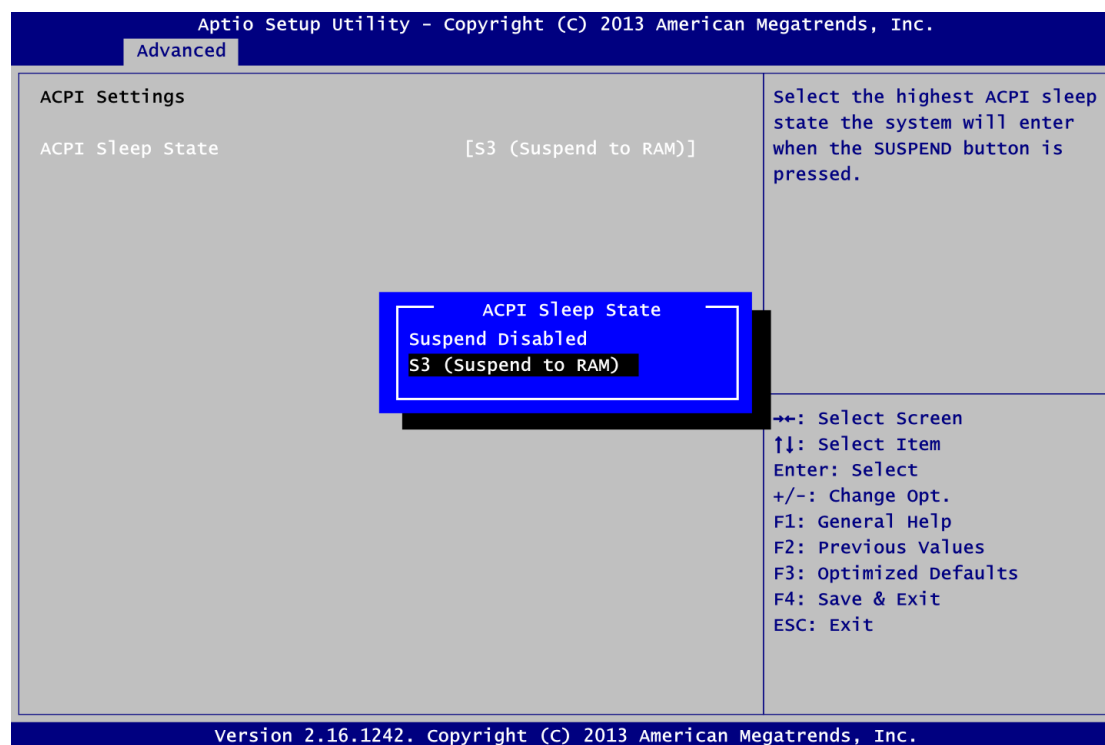 Aptio Setup Utility - Copyright (C) 2013 American Megatrends, Inc.
Advanced
ACPI Settings
ACPI Sleep State [S3 (Suspend to RAM)]
ACPI Sleep State
Suspend Disabled
S3 (Suspend to RAM)
Select the highest ACPI sleep
state the system will enter
when the SUSPEND button is
pressed.
→←: Select Screen
↑↓: Select Item
Enter: Select
+/-: Change Opt.
F1: General Help
F2: Previous Values
F3: Optimized Defaults
F4: Save & Exit
ESC: Exit
Version 2.16.1242. Copyright (C) 2013 American Megatrends, Inc.